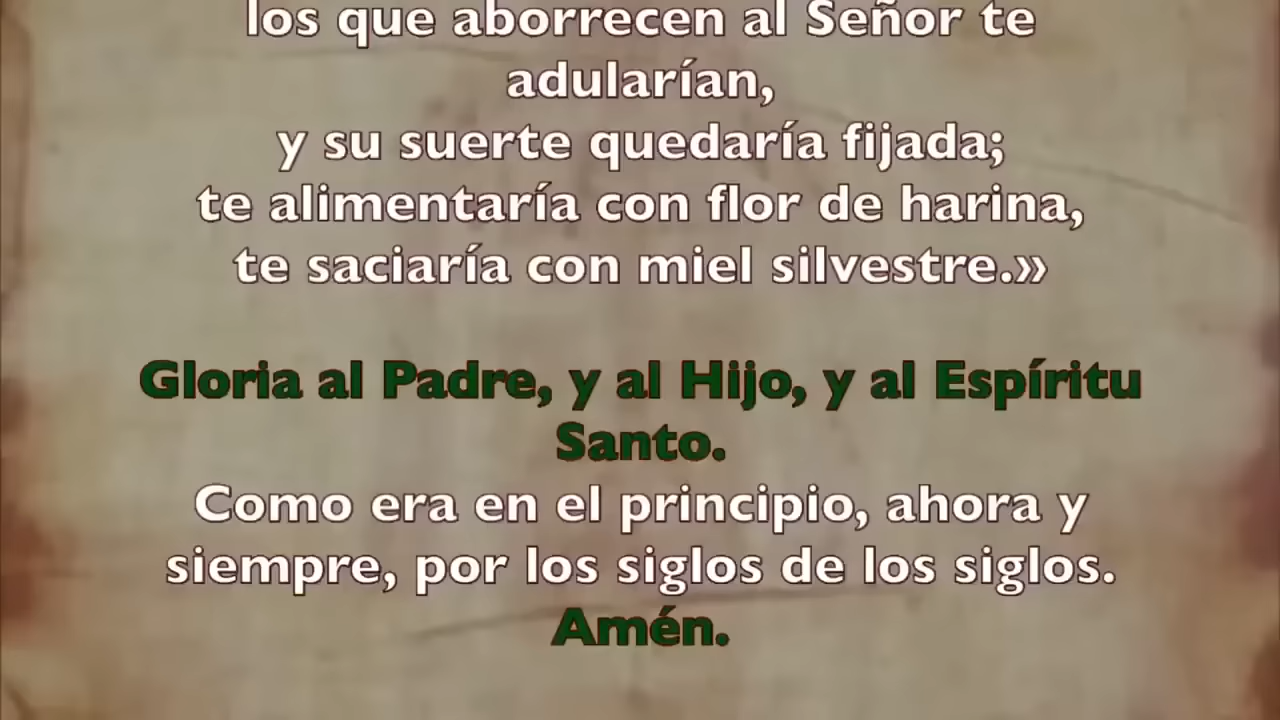 los que aborrecen al Señor te
adularían,
y su suerte quedaría fijada;
te alimentaría con flor de harina,
te saciaría con miel silvestre.»
Gloria al Padre, y al Hijo, y al Espíritu
Santo.
Como era en el principio, ahora y
siempre, por los siglos de los siglos.
Amén.